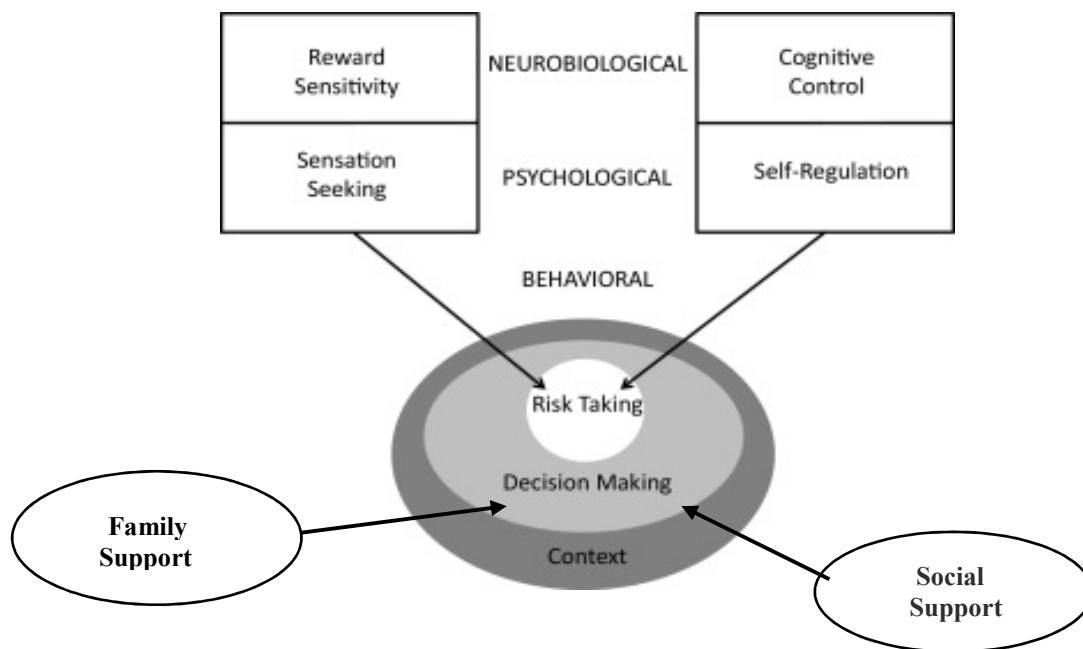 Reward
Sensitivity
NEUROBIOLOGICAL
Cognitive
Control
Sensation
Seeking
PSYCHOLOGICAL
Self-Regulation
BEHAVIORAL
Risk Taking
Decision Making
Context
Family
Support
Social
Support